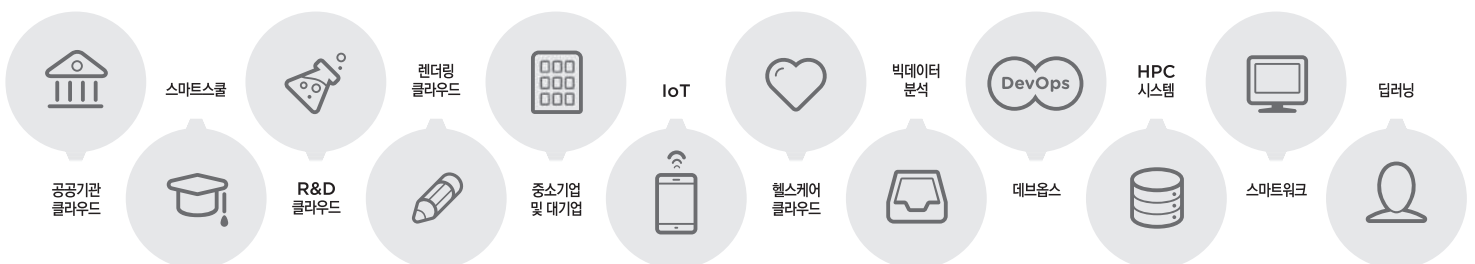 공공기관
클라우드
스마트스쿨
R&D
클라우드
렌더링
클라우드
중소기업
및 대기업
IoT
헬스케어
클라우드
빅데이터
분석
DevOps
데브옵스
HPC
시스템
스마트워크
딥러닝